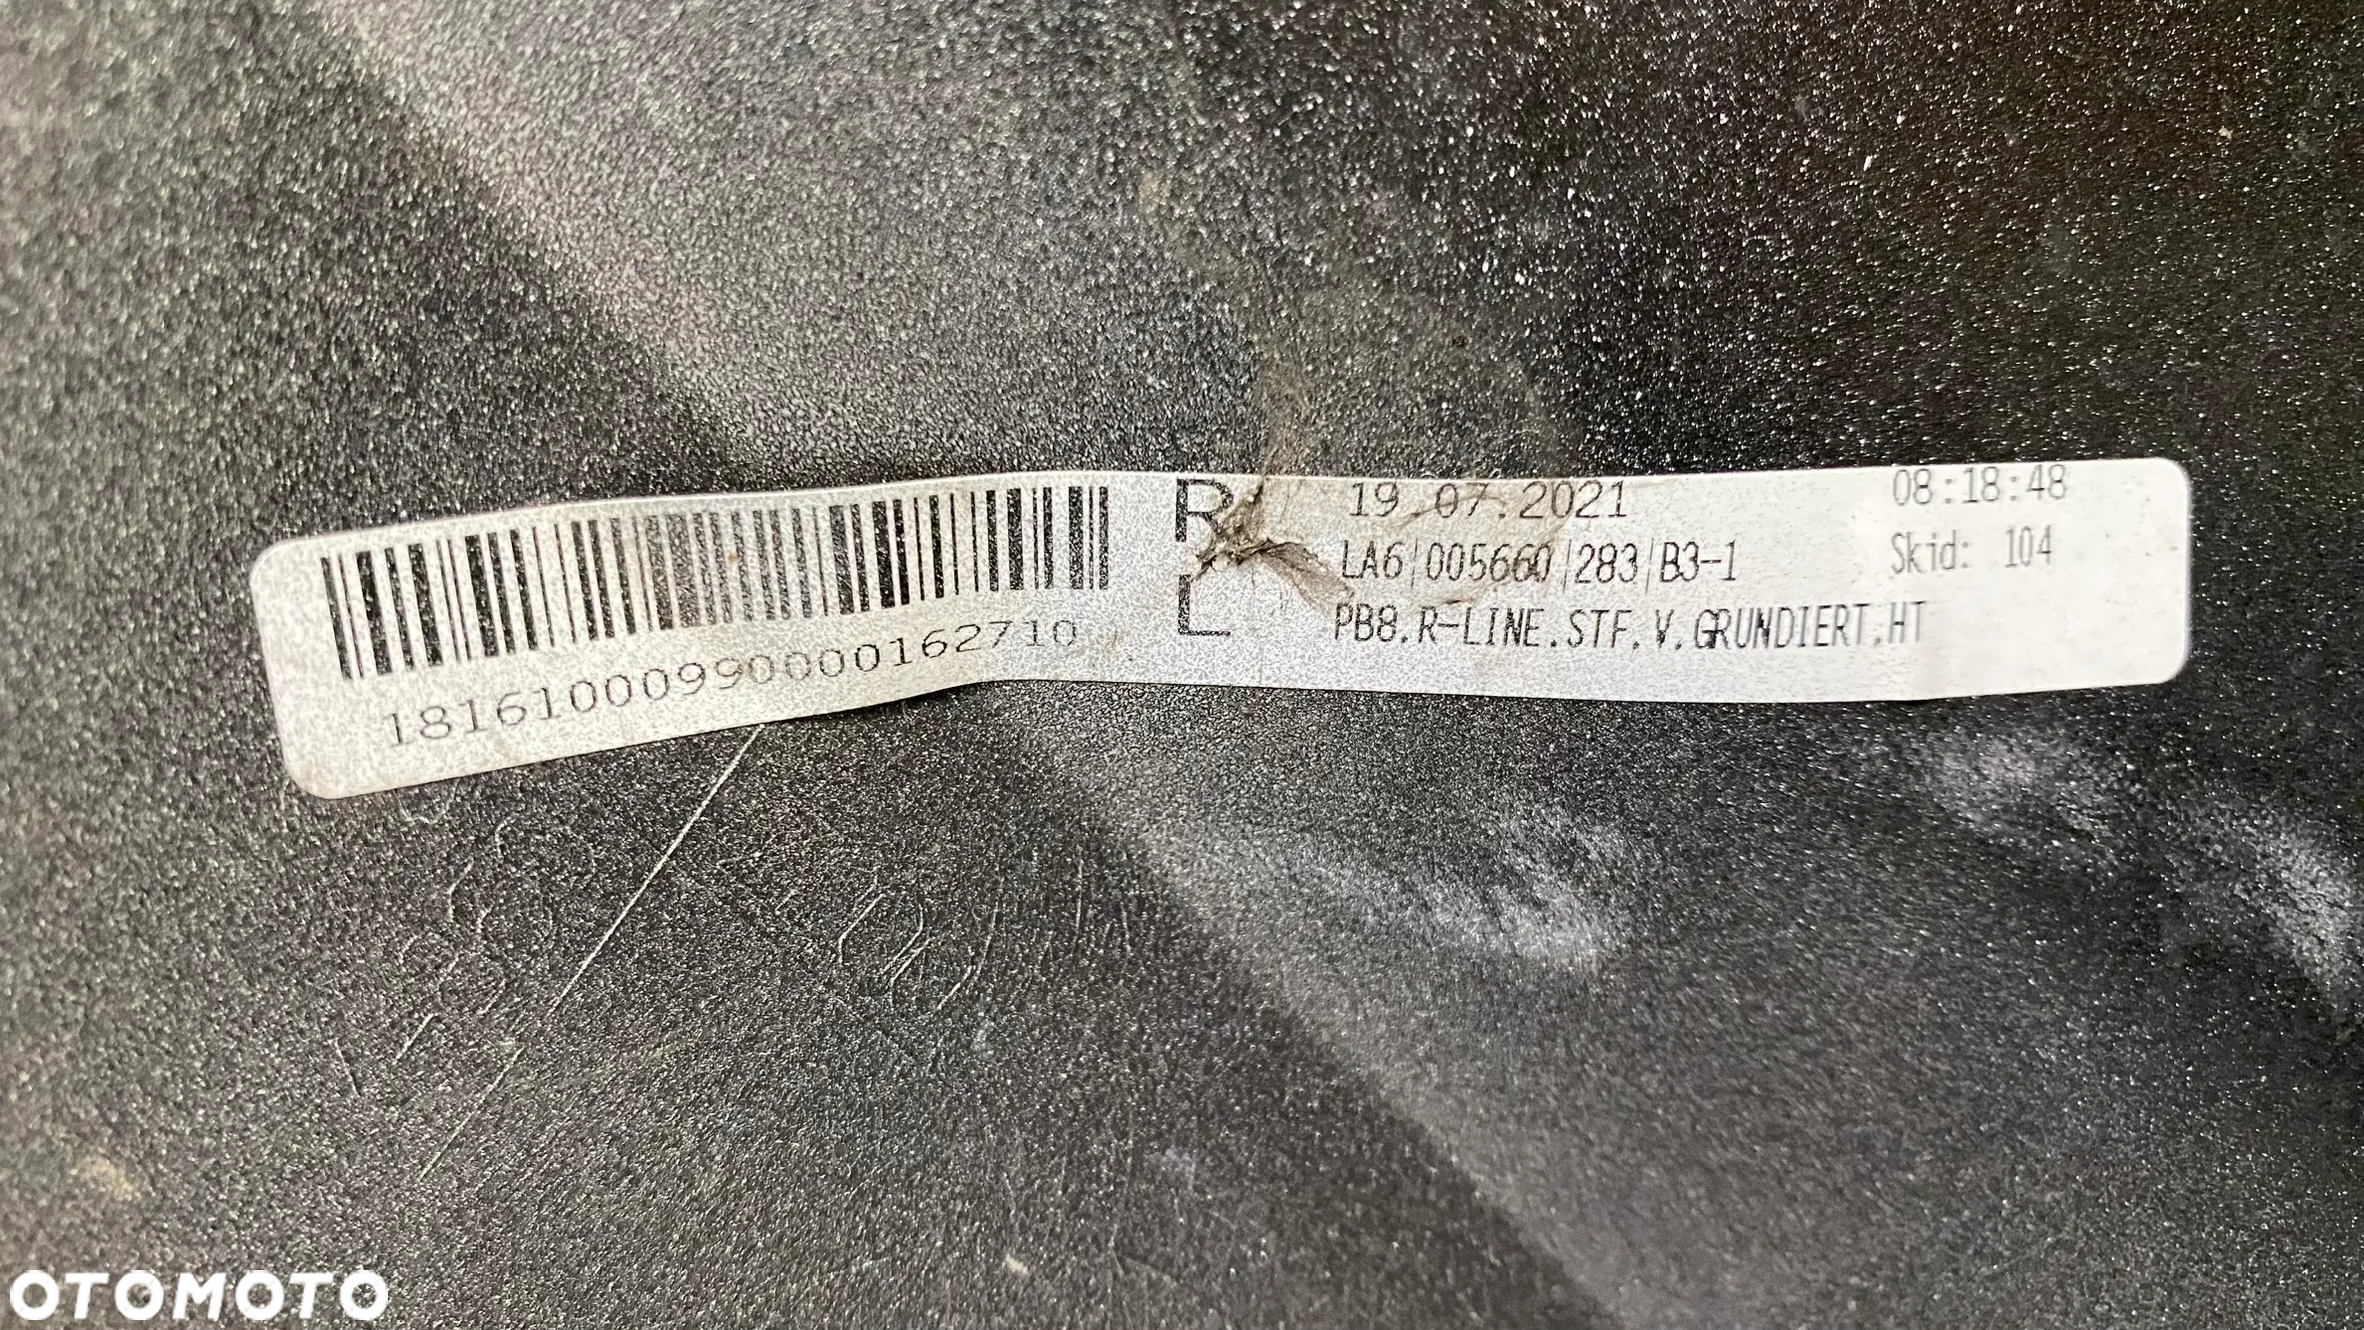 R
L
19.07.2021 08:18:48
LA6|005660|283|B3-1 Skid: 104
PB8.R-LINE.STF.V.GRUNDIERT.HT
18161000990000162710
OTOMOTO